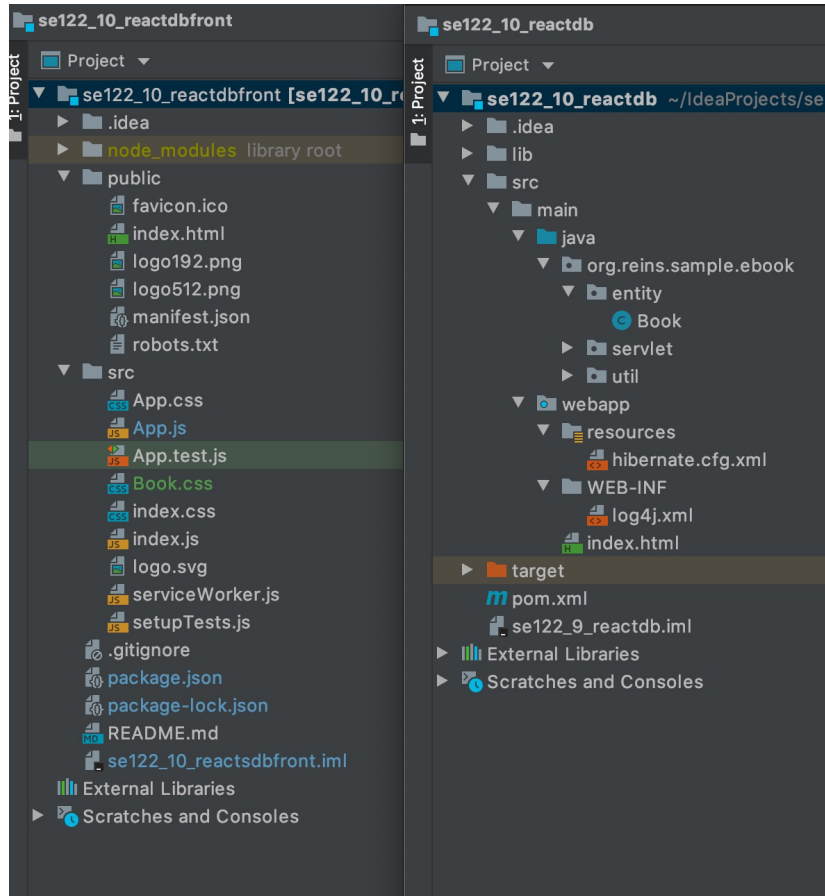 se122_10_reactdbfront
1: Project
Project
se122_10_reactdbfront [se122_10_r
.idea
node_modules library root
public
favicon.ico
index.html
logo192.png
logo512.png
manifest.json
robots.txt
src
App.css
App.js
App.test.js
Book.css
index.css
index.js
logo.svg
serviceWorker.js
setupTests.js
.gitignore
package.json
package-lock.json
README.md
se122_10_reactsdbfront.iml
External Libraries
Scratches and Consoles
se122_10_reactdb
1: Project
Project
se122_10_reactdb ~/IdeaProjects/se
.idea
lib
src
main
java
org.reins.sample.ebook
entity
Book
servlet
util
webapp
resources
hibernate.cfg.xml
WEB-INF
log4j.xml
index.html
target
pom.xml
se122_9_reactdb.iml
External Libraries
Scratches and Consoles